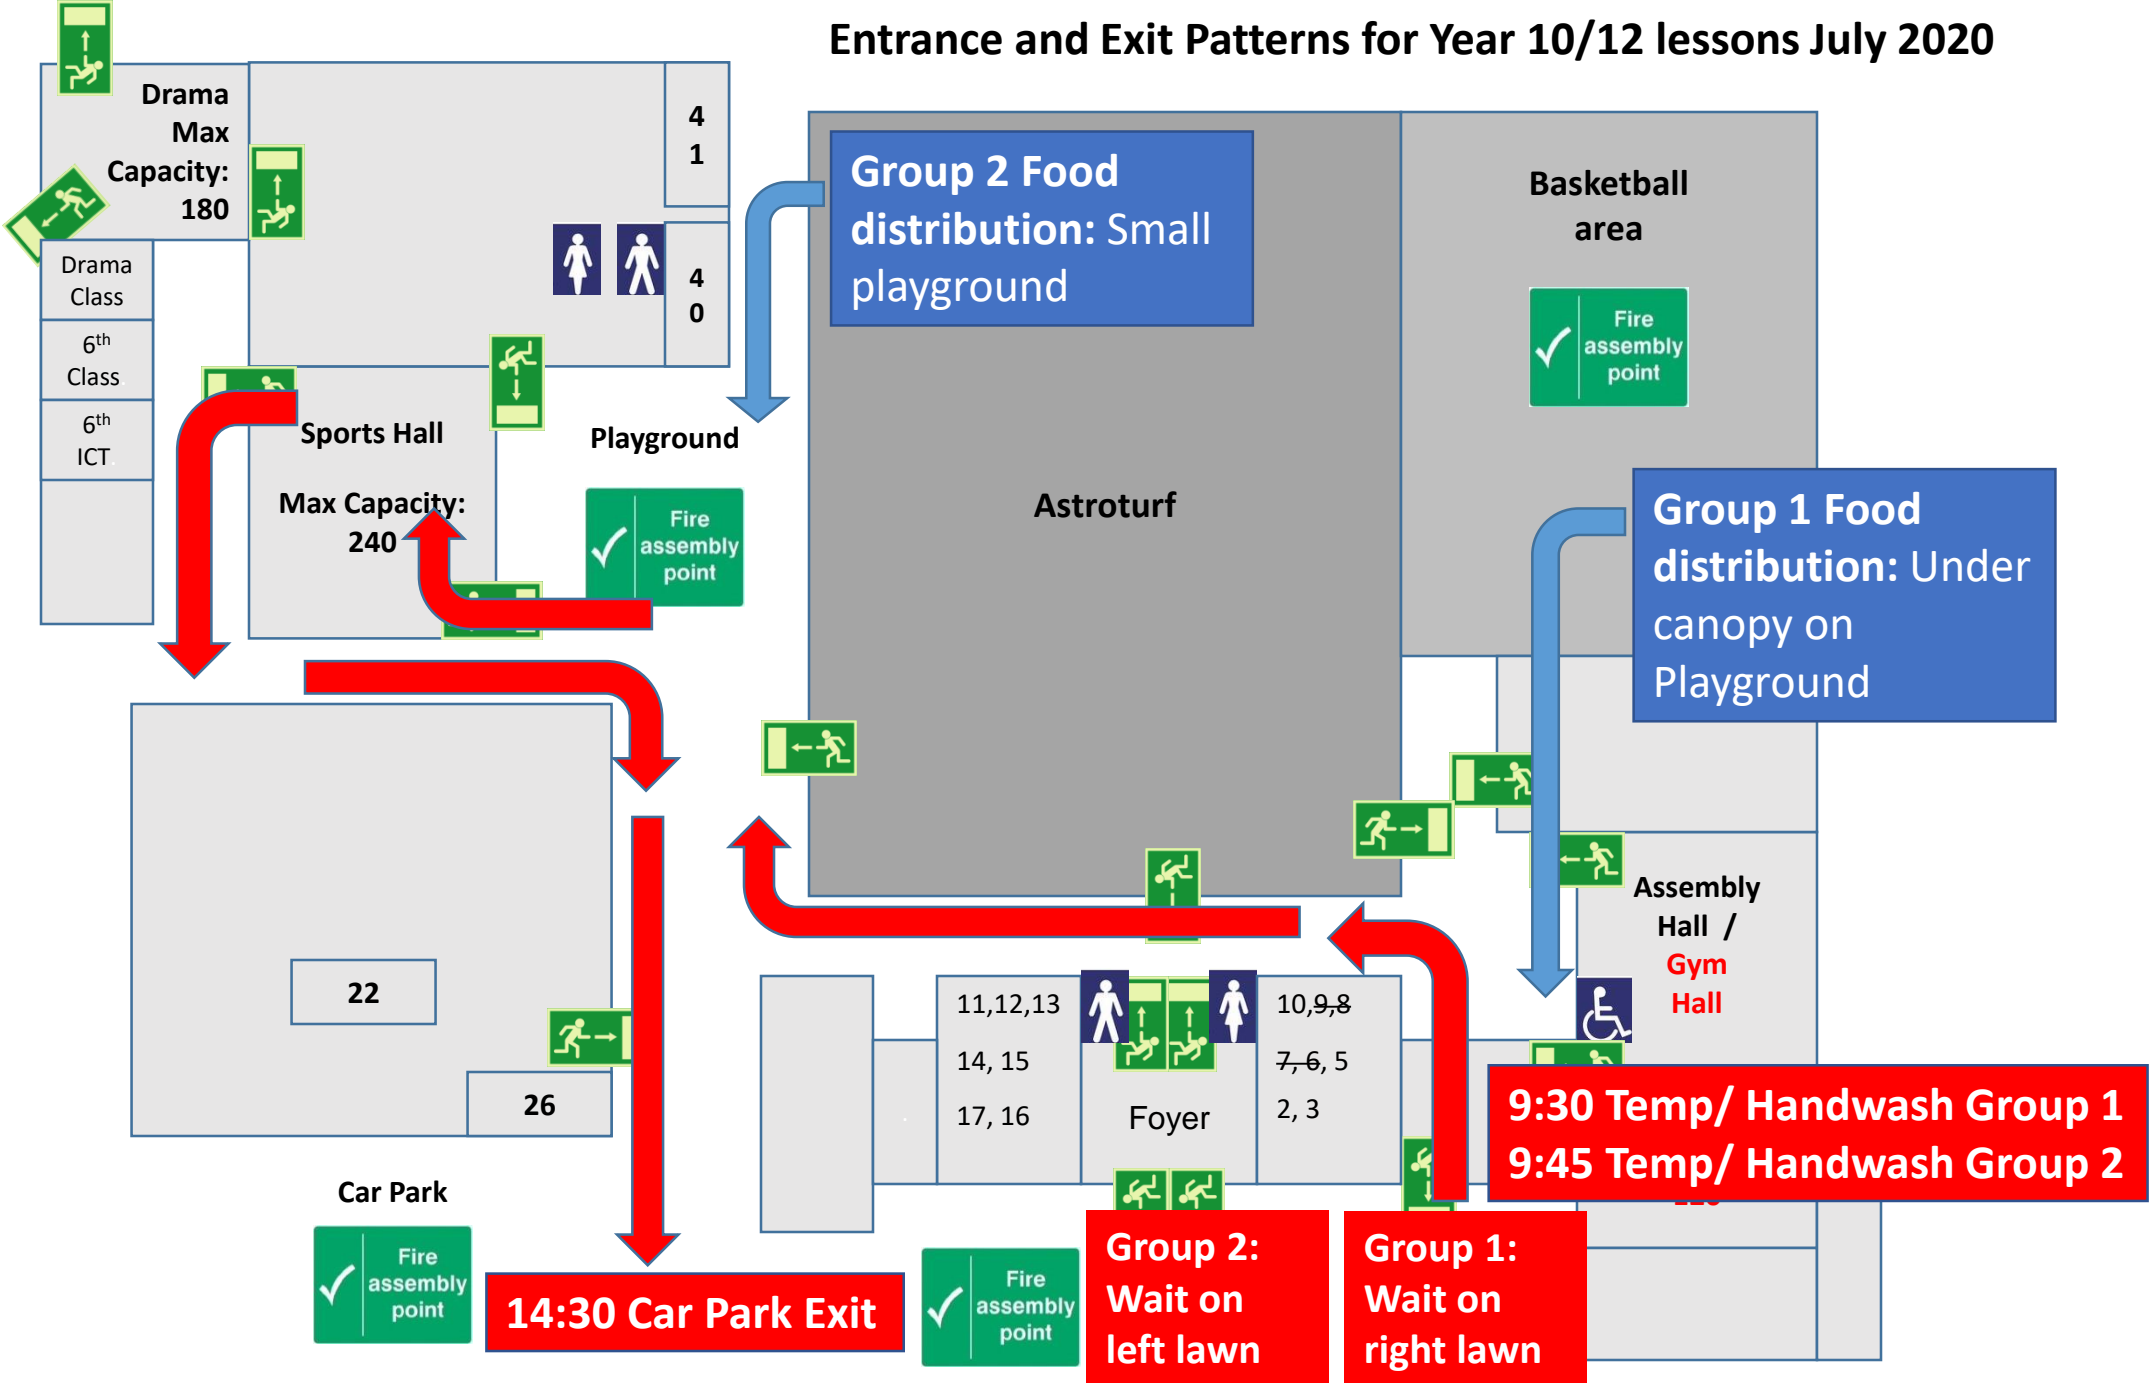 Entrance and Exit Patterns for Year 10/12 lessons July 2020
Drama
Max
Capacity:
180
4
1
4
0
Drama
Class
6th
Class
6th
ICT
Group 2 Food
distribution: Small
playground
Basketball
area
Fire
assembly
point
Sports Hall
Max Capacity:
240
Playground
Fire
assembly
point
Astroturf
Group 1 Food
distribution: Under
canopy on
Playground
Assembly
Hall /
Gym
Hall
22
26
11,12,13
14, 15
17, 16
Foyer
10,9,8
7, 6, 5
2, 3
9:30 Temp/ Handwash Group 1
9:45 Temp/ Handwash Group 2
Car Park
Fire
assembly
point
14:30 Car Park Exit
Fire
assembly
point
Group 2:
Wait on
left lawn
Group 1:
Wait on
right lawn